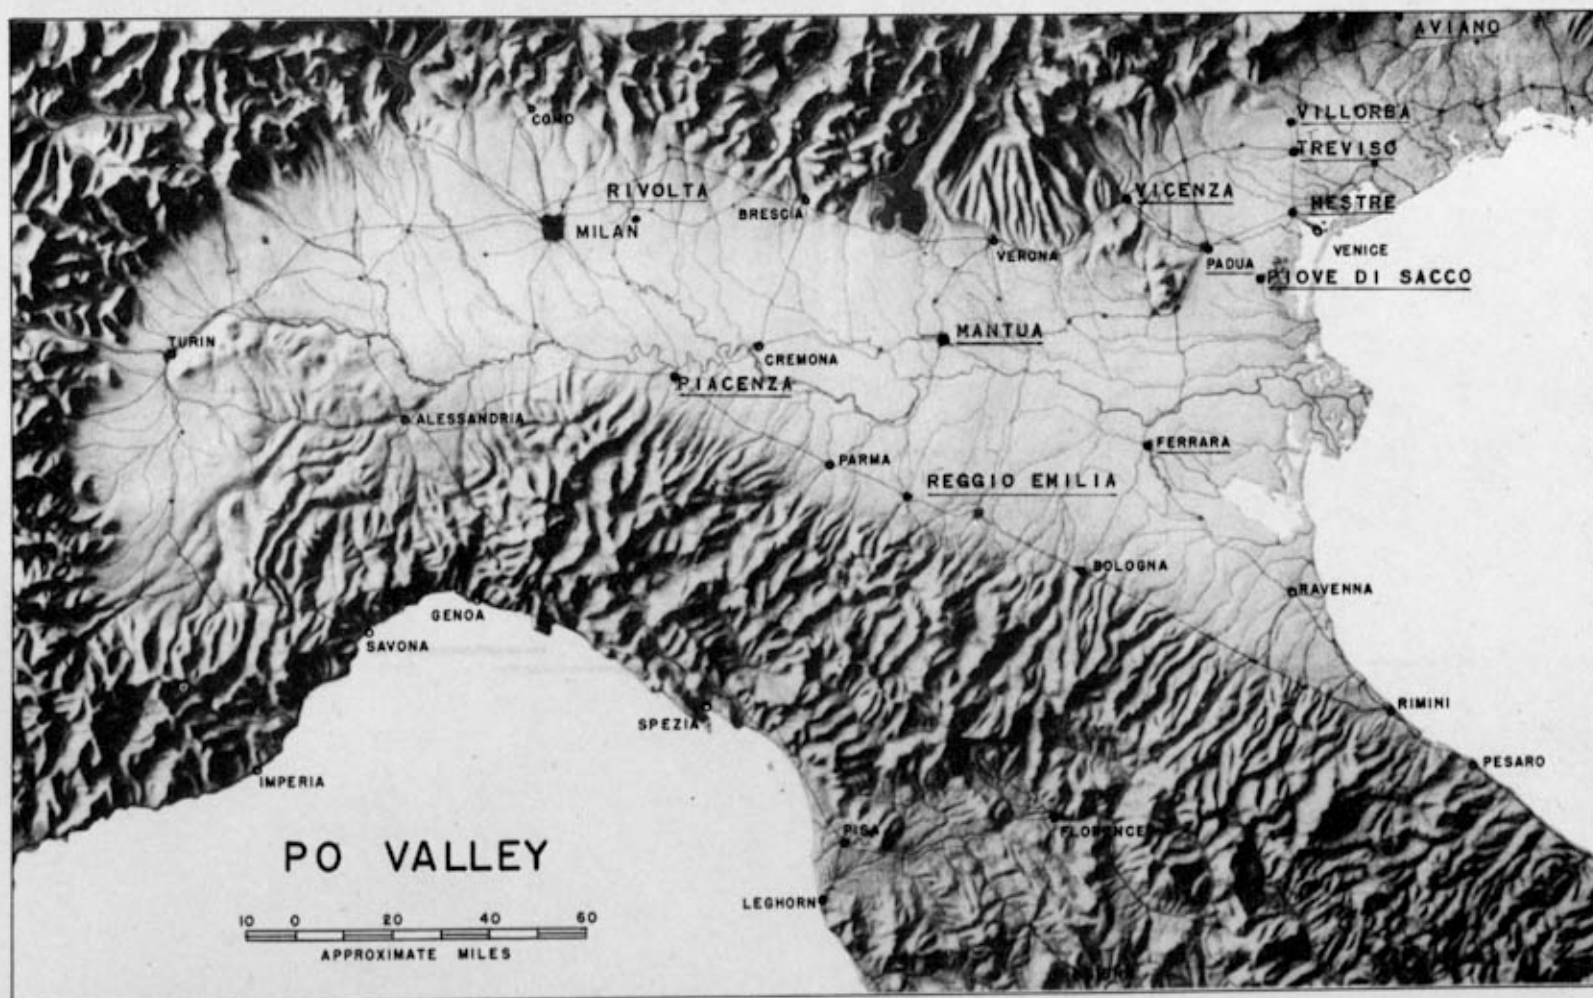 AVIANO
COMO
VILLORBA
TREVISO
RIVOLTA
BRESCIA
VICENZA
MESTRE
MILAN
VERONA
PADUA
VENICE
PIOVE DI SACCO
TURIN
MANTUA
CREMONA
PIACENZA
ALESSANDRIA
FERRARA
PARMA
REGGIO EMILIA
BOLOGNA
RAVENNA
GENOA
SAVONA
SPEZIA
RIMINI
IMPERIA
PESARO
PISA
FLORENCE
PO VALLEY
LEGHORN
10 0 20 40 60
APPROXIMATE MILES